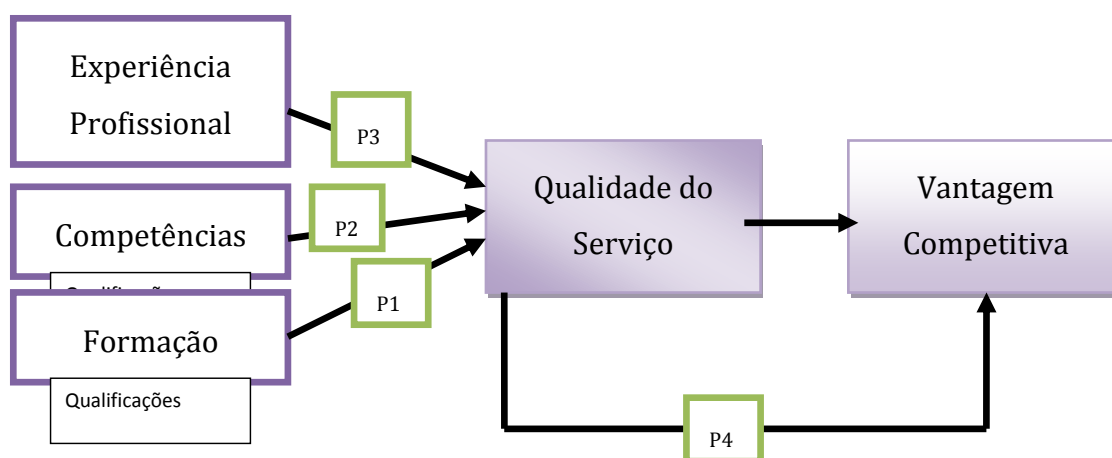 Experiência
Profissional
P3
Qualidade do
Serviço
Vantagem
Competitiva
Competências
P2
Formação
P1
Qualificações
P4